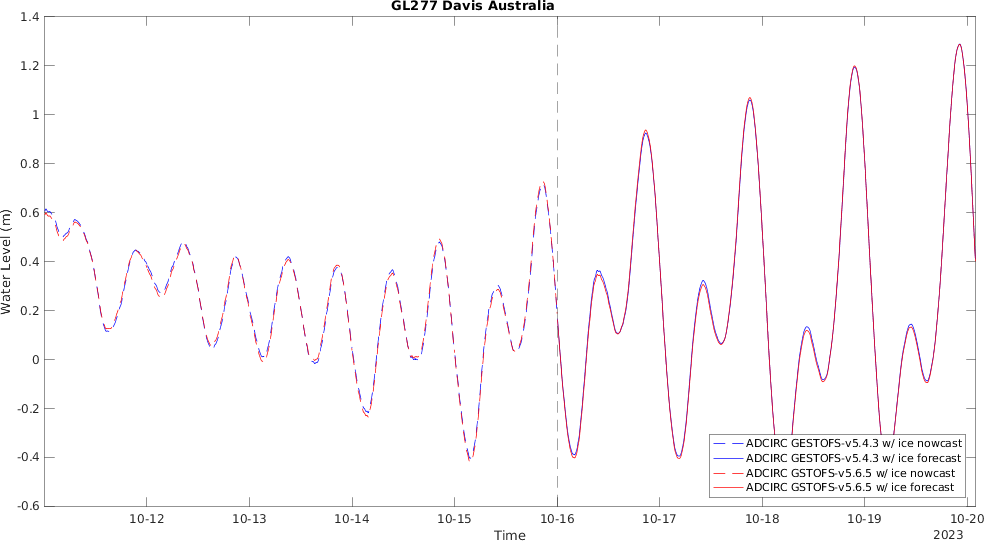 GL277 Davis Australia
1.4
1.2
1
0.8
0.6
0.4
0.2
0
-0.2
-0.4
-0.6
Water Level (m)
10-12 10-13 10-14 10-15 10-16 10-17 10-18 10-19 10-20
Time
2023
ADCIRC GESTOFS-v5.4.3 w/ ice nowcast
ADCIRC GESTOFS-v5.4.3 w/ ice forecast
ADCIRC GSTOFS-v5.6.5 w/ ice nowcast
ADCIRC GSTOFS-v5.6.5 w/ ice forecast